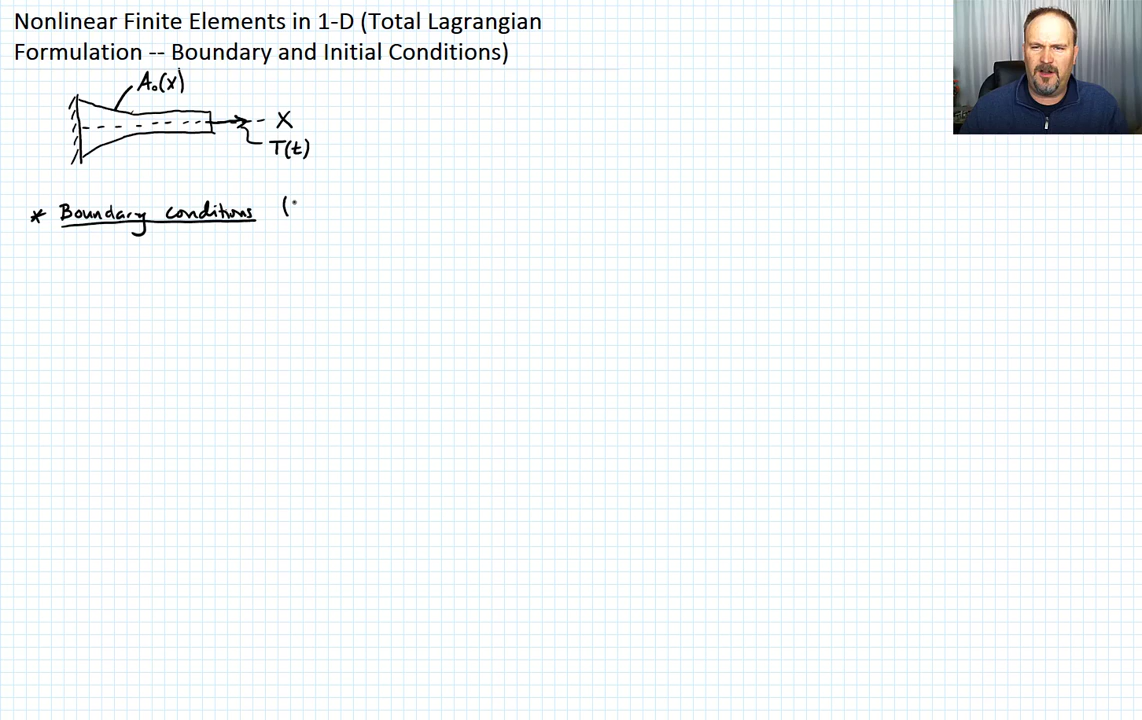 Nonlinear Finite Elements in 1-D (Total Lagrangian
Formulation -- Boundary and Initial Conditions)
A₀(X)
X
T(t)
* Boundary conditions (